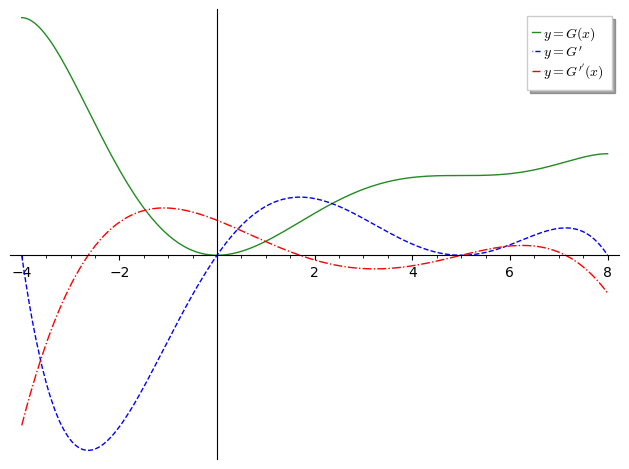 y = G(x)
y = G′
y = G′′(x)
−4 −2 2 4 6 8